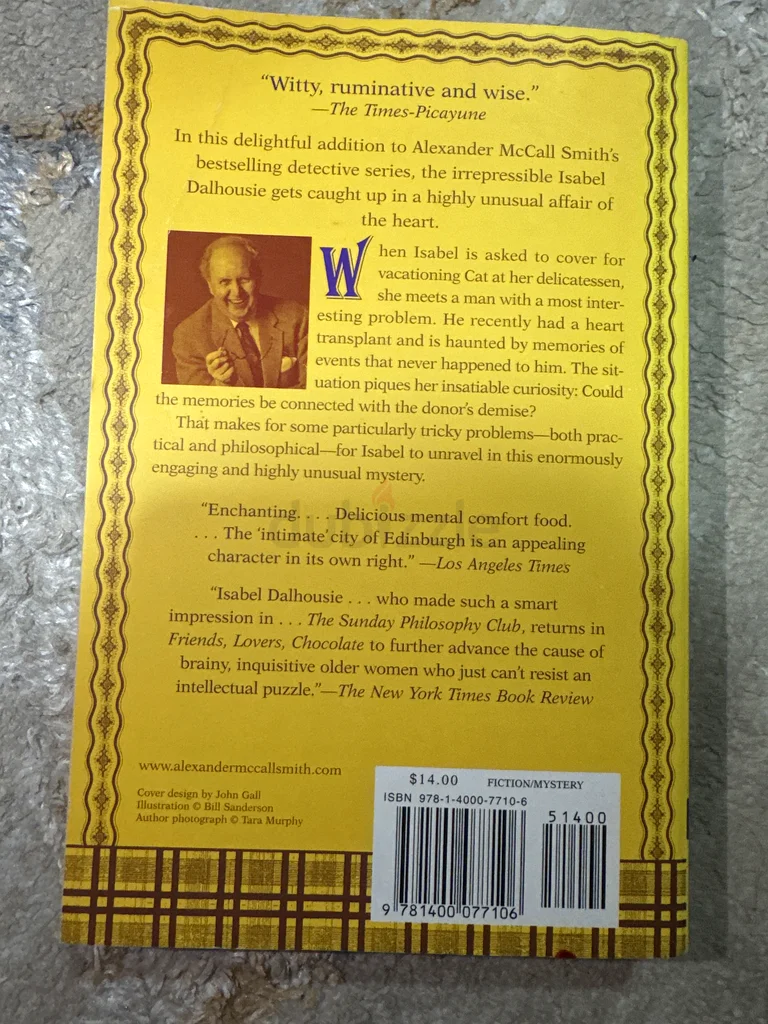 “Witty, ruminative and wise.”
—The Times-Picayune
In this delightful addition to Alexander McCall Smith’s
bestselling detective series, the irrepressible Isabel
Dalhousie gets caught up in a highly unusual affair of
the heart.
When Isabel is asked to cover for
vacationing Cat at her delicatessen,
she meets a man with a most inter-
esting problem. He recently had a heart
transplant and is haunted by memories of
events that never happened to him. The sit-
uation piques her insatiable curiosity: Could
the memories be connected with the donor’s demise?
That makes for some particularly tricky problems—both prac-
tical and philosophical—for Isabel to unravel in this enormously
engaging and highly unusual mystery.
dubizzle
“Enchanting. . . . Delicious mental comfort food.
. . . The ‘intimate’ city of Edinburgh is an appealing
character in its own right.” —Los Angeles Times
“Isabel Dalhousie . . . who made such a smart
impression in . . . The Sunday Philosophy Club, returns in
Friends, Lovers, Chocolate to further advance the cause of
brainy, inquisitive older women who just can’t resist an
intellectual puzzle.”—The New York Times Book Review
www.alexandermccallsmith.com
Cover design by John Gall
Illustration © Bill Sanderson
Author photograph © Tara Murphy
$14.00 FICTION/MYSTERY
ISBN 978-1-4000-7710-6
51400
9 781400 077106